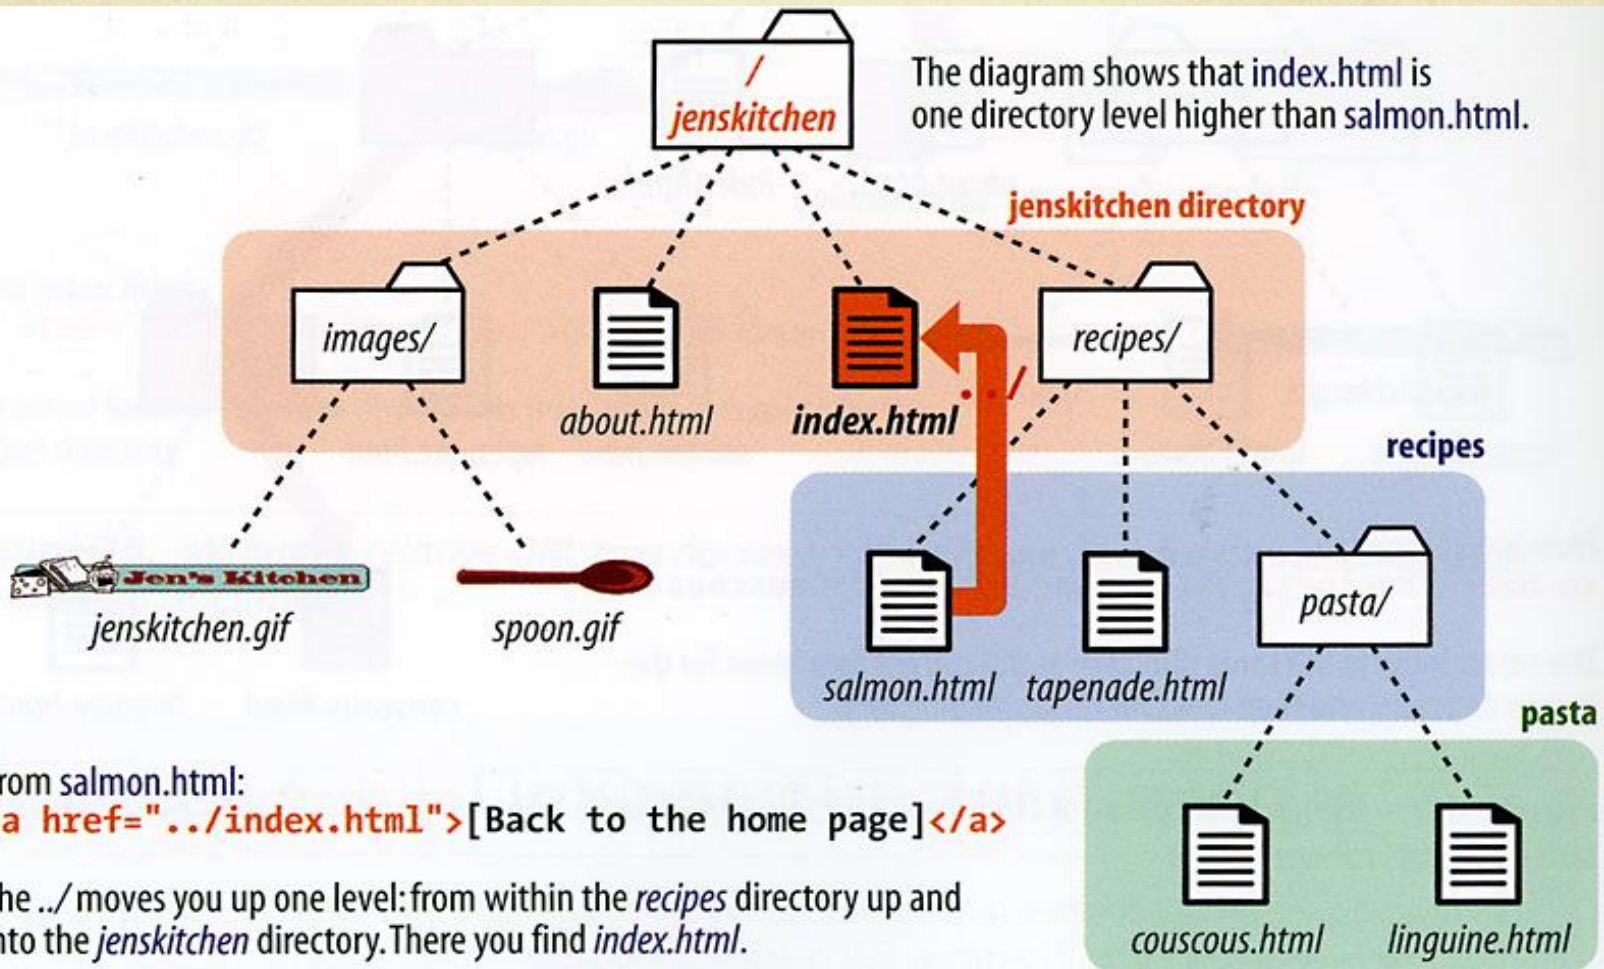 /
jenskitchen
The diagram shows that index.html is
one directory level higher than salmon.html.
jenskitchen directory
images/
about.html
index.html
../
recipes/
recipes
Jen's Kitchen
jenskitchen.gif
spoon.gif
salmon.html
tapenade.html
pasta/
pasta
couscous.html
linguine.html
rom salmon.html:
a href="../index.html">[Back to the home page]</a>
he ../ moves you up one level: from within the recipes directory up and
nto the jenskitchen directory. There you find index.html.